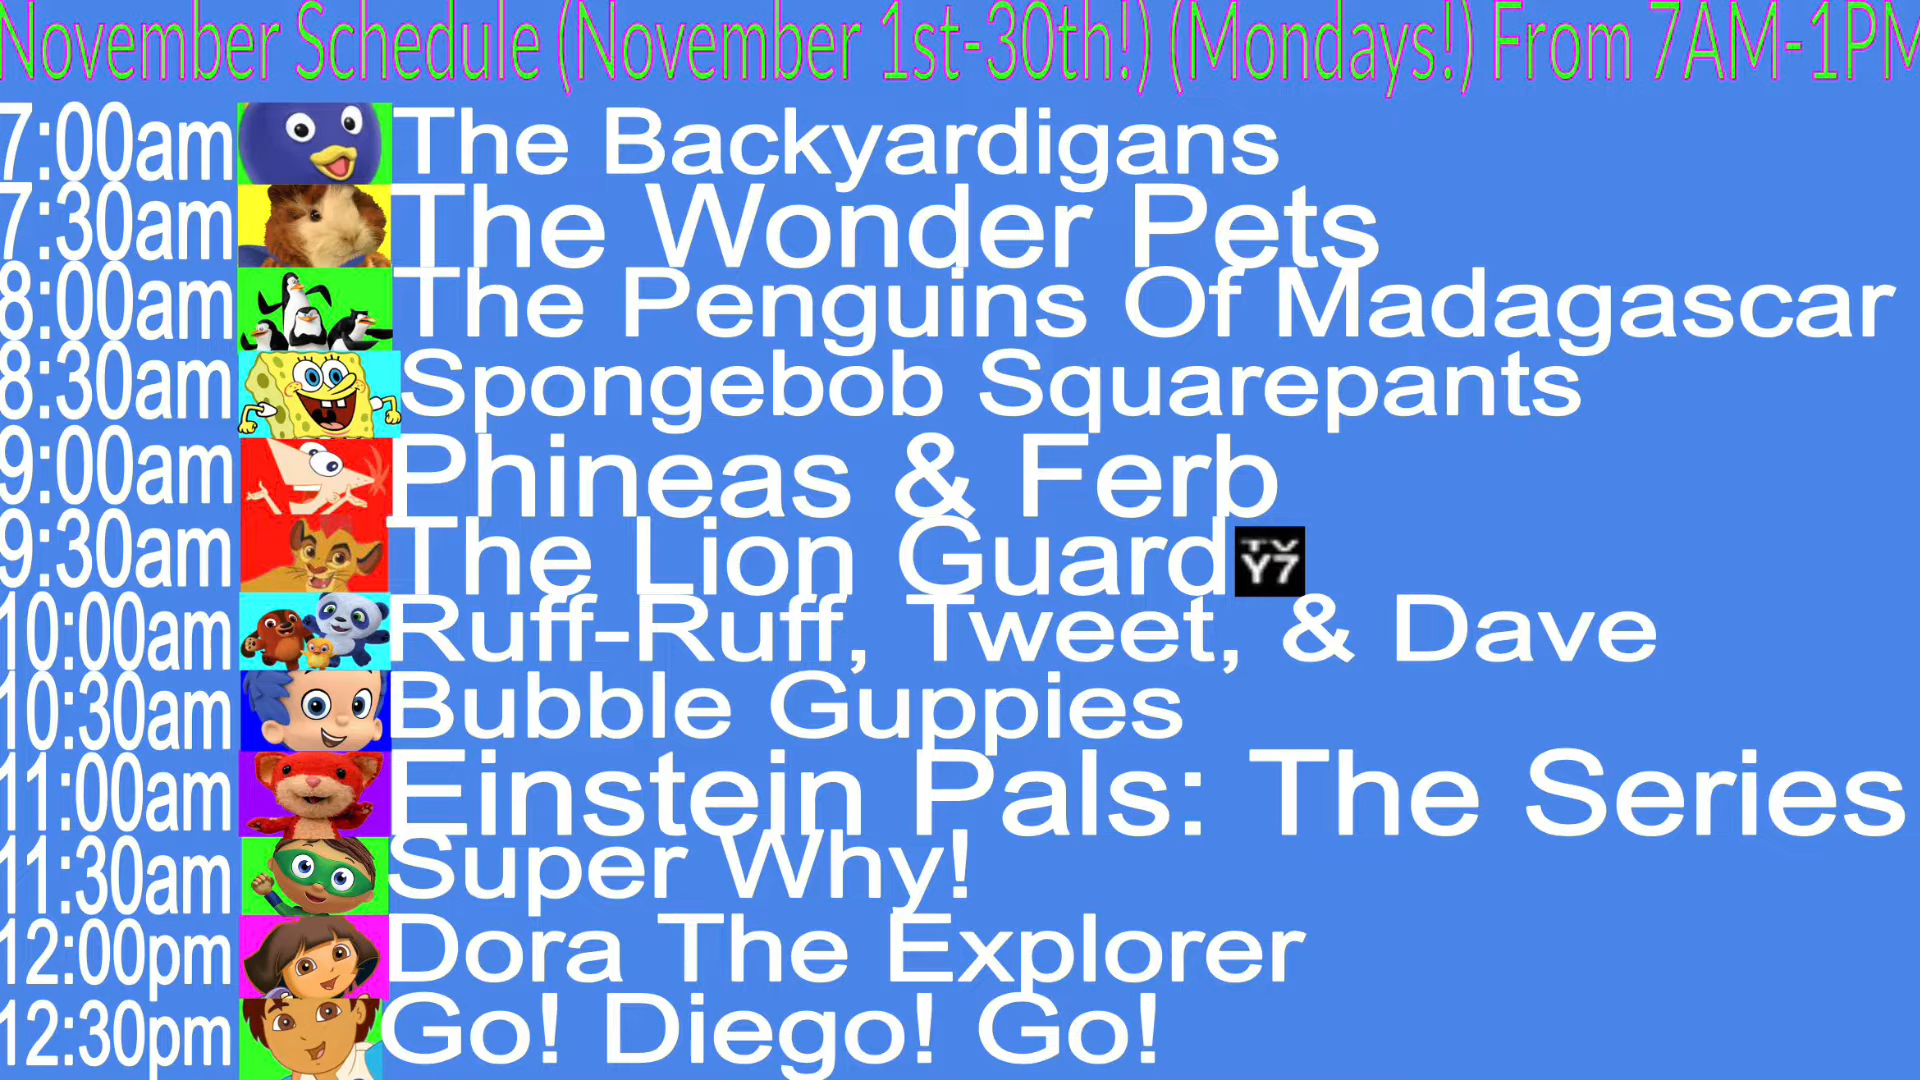 November Schedule (November 1st-30th!) (Mondays!) From 7AM-1PM
7:00am The Backyardigans
7:30am The Wonder Pets
8:00am The Penguins Of Madagascar
8:30am Spongebob Squarepants
9:00am Phineas & Ferb
9:30am The Lion Guard TV Y7
10:00am Ruff-Ruff, Tweet, & Dave
10:30am Bubble Guppies
11:00am Einstein Pals: The Series
11:30am Super Why!
12:00pm Dora The Explorer
12:30pm Go! Diego! Go!